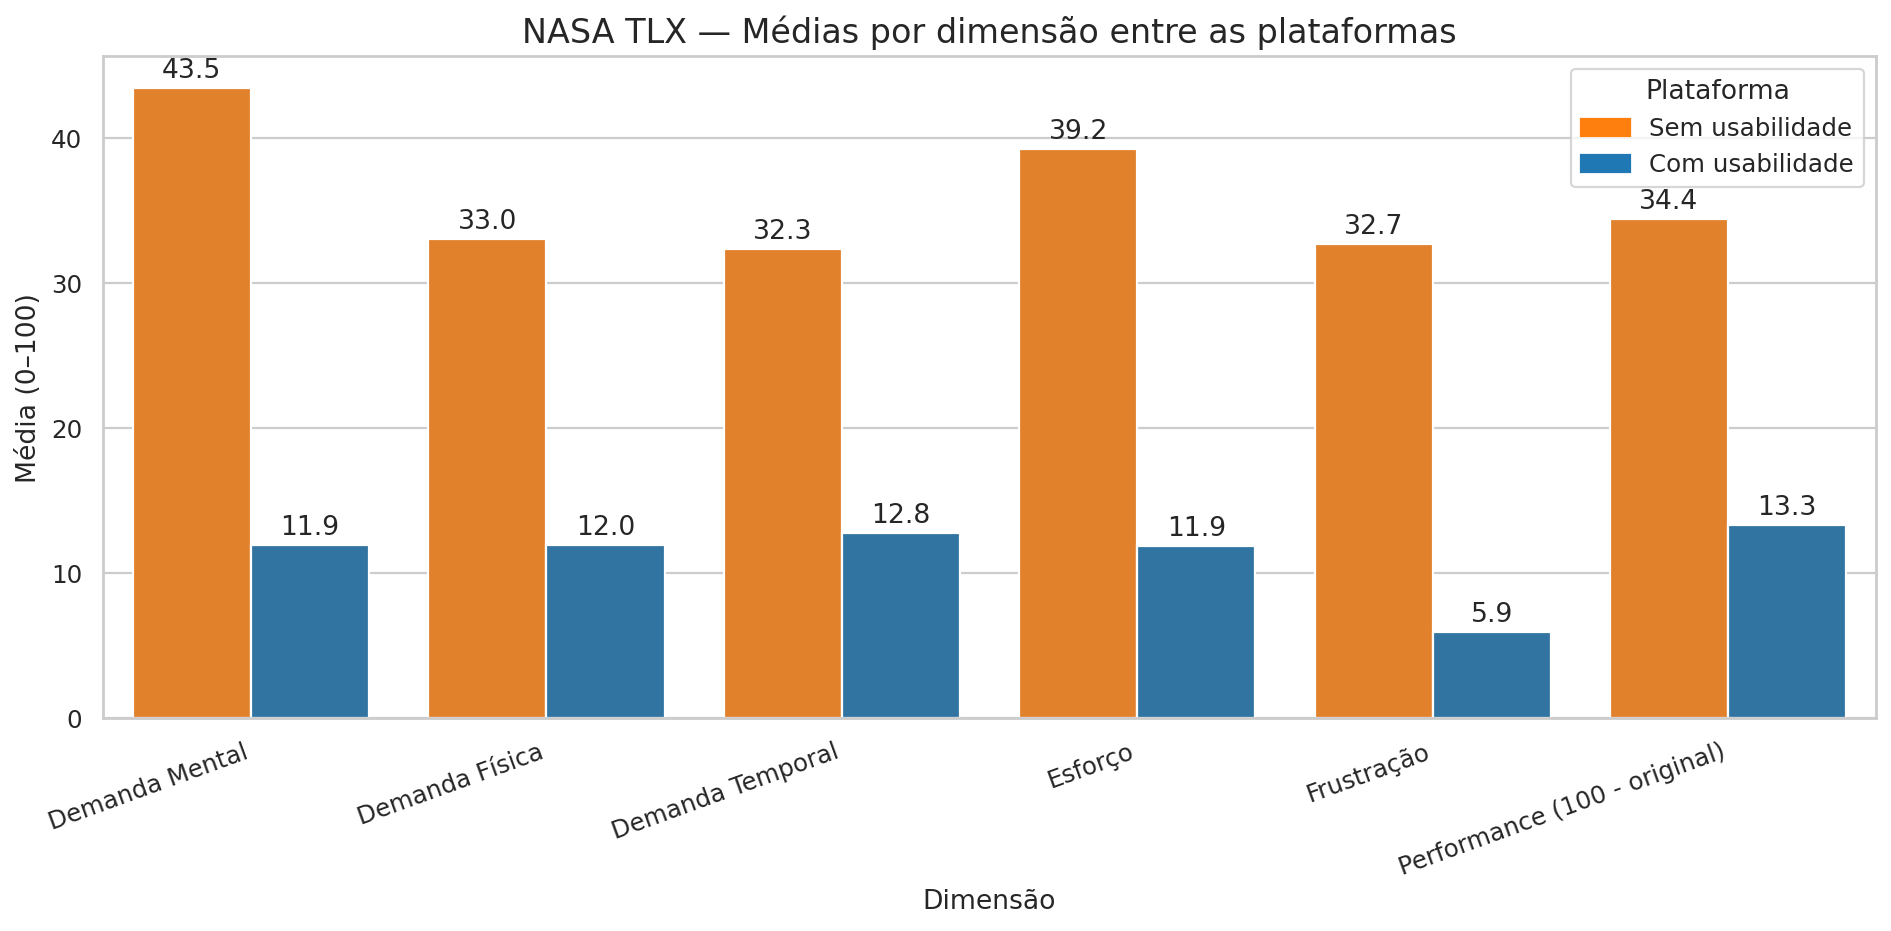 NASA TLX — Médias por dimensão entre as plataformas
Plataforma
Sem usabilidade
Com usabilidade
Média (0–100)
40
30
20
10
0
43.5
11.9
33.0
12.0
32.3
12.8
39.2
11.9
32.7
5.9
34.4
13.3
Demanda Mental
Demanda Física
Demanda Temporal
Esforço
Frustração
Performance (100 - original)
Dimensão